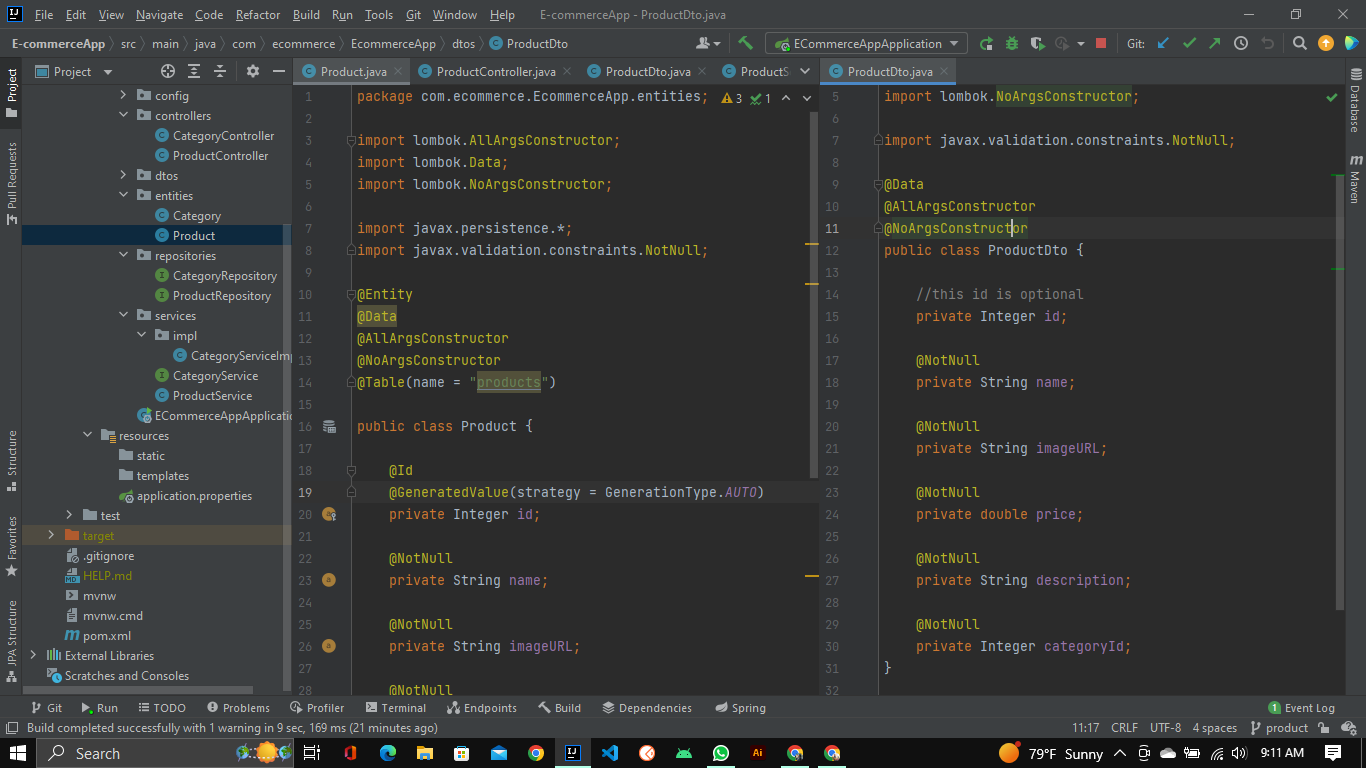 File Edit View Navigate Code Refactor Build Run Tools Git Window Help E-commerceApp - ProductDto.java
E-commerceApp src main java com ecommerce EcommerceApp dtos ProductDto ECommerceAppApplication Git:
Project Product.java ProductController.java ProductDto.java ProductS ProductDto.java
Project
Pull Requests
Structure
Favorites
JPA Structure
config
controllers
CategoryController
ProductController
dtos
entities
Category
Product
repositories
CategoryRepository
ProductRepository
services
impl
CategoryServiceImp
CategoryService
ProductService
ECommerceAppApplicatio
resources
static
templates
application.properties
test
target
.gitignore
HELP.md
mvnw
mvnw.cmd
pom.xml
External Libraries
Scratches and Consoles
1 package com.ecommerce.EcommerceApp.entities; 3 1
2
3 import lombok.AllArgsConstructor;
4 import lombok.Data;
5 import lombok.NoArgsConstructor;
6
7 import javax.persistence.*;
8 import javax.validation.constraints.NotNull;
9
10 @Entity
11 @Data
12 @AllArgsConstructor
13 @NoArgsConstructor
14 @Table(name = "products")
15
16 public class Product {
17
18 @Id
19 @GeneratedValue(strategy = GenerationType.AUTO)
20 private Integer id;
21
22 @NotNull
23 private String name;
24
25 @NotNull
26 private String imageURL;
27
28 @NotNull
5 import lombok.NoArgsConstructor;
6
7 import javax.validation.constraints.NotNull;
8
9 @Data
10 @AllArgsConstructor
11 @NoArgsConstructor
12 public class ProductDto {
13
14 //this id is optional
15 private Integer id;
16
17 @NotNull
18 private String name;
19
20 @NotNull
21 private String imageURL;
22
23 @NotNull
24 private double price;
25
26 @NotNull
27 private String description;
28
29 @NotNull
30 private Integer categoryId;
31 }
32
Database
Maven
Git Run TODO Problems Profiler Terminal Endpoints Build Dependencies Spring 1 Event Log
Build completed successfully with 1 warning in 9 sec, 169 ms (21 minutes ago) 11:17 CRLF UTF-8 4 spaces product
Search 79°F Sunny 9:11 AM